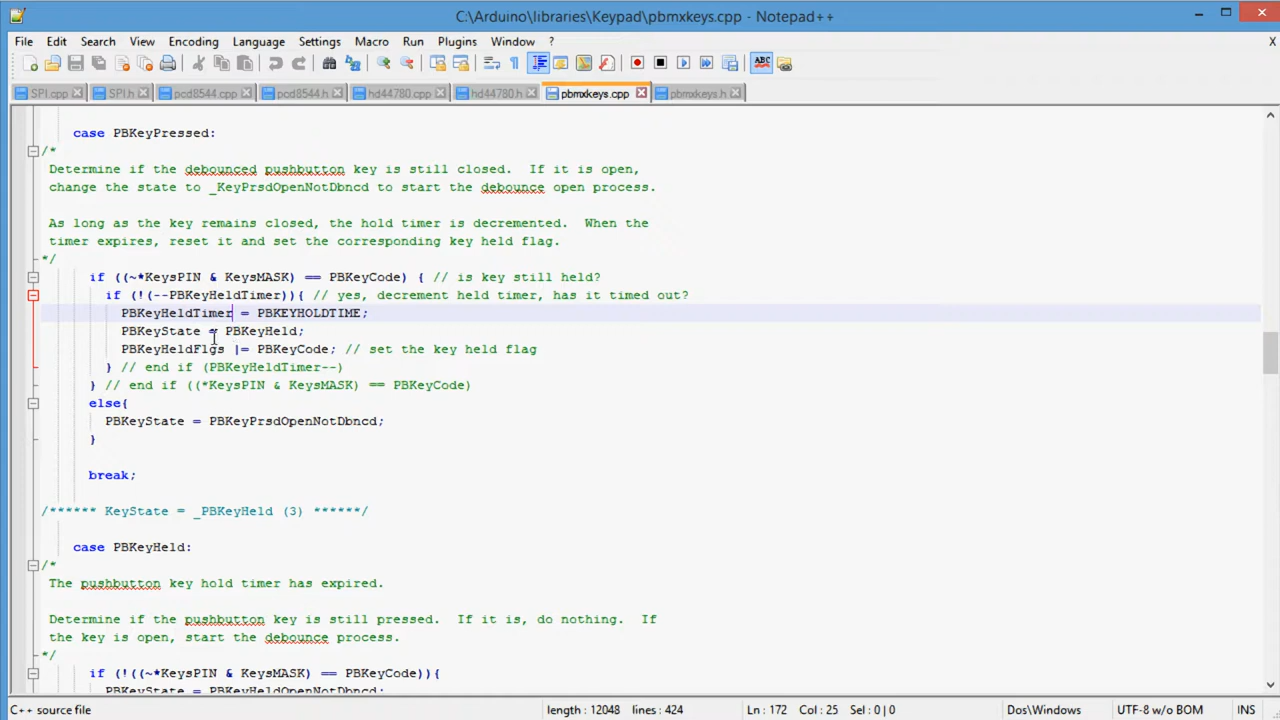 C:\Arduino\libraries\Keypad\pbmxkeys.cpp - Notepad++
File Edit Search View Encoding Language Settings Macro Run Plugins Window ? X
ABC
SPI.cpp SPI.h pcd8544.cpp pcd8544.h hd44780.cpp hd44780.h pbmxkeys.cpp pbmxkeys.h
case PBKeyPressed:
/*
Determine if the debounced pushbutton key is still closed.  If it is open,
change the state to _KeyPrsdOpenNotDbncd to start the debounce open process.
As long as the key remains closed, the hold timer is decremented.  When the
timer expires, reset it and set the corresponding key held flag.
*/
if ((~*KeysPIN & KeysMASK) == PBKeyCode) { // is key still held?
if (!(--PBKeyHeldTimer)){ // yes, decrement held timer, has it timed out?
PBKeyHeldTimer = PBKEYHOLDTIME;
PBKeyState = PBKeyHeld;
PBKeyHeldFlgs |= PBKeyCode; // set the key held flag
} // end if (PBKeyHeldTimer--)
} // end if ((*KeysPIN & KeysMASK) == PBKeyCode)
else{
PBKeyState = PBKeyPrsdOpenNotDbncd;
}
break;
/****** KeyState = _PBKeyHeld (3) ******/
case PBKeyHeld:
/*
The pushbutton key hold timer has expired.
Determine if the pushbutton key is still pressed.  If it is, do nothing.  If
the key is open, start the debounce process.
*/
if (!((~*KeysPIN & KeysMASK) == PBKeyCode)){
PBKeyState = PBKeyHeldOpenNotDbncd;
C++ source file length : 12048 lines : 424 Ln : 172 Col : 25 Sel : 0 | 0 Dos\Windows UTF-8 w/o BOM INS